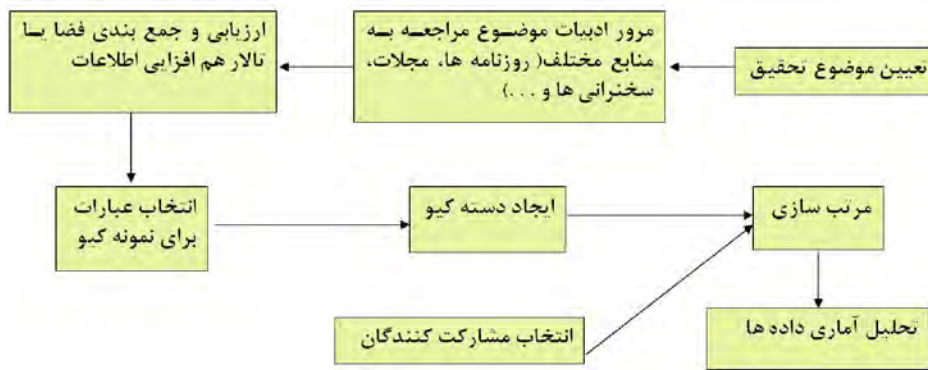 تعیین موضوع تحقیق
مرور ادبیات موضوع مراجعه به
منابع مختلف( روزنامه ها، مجلات،
سخنرانی ها و . . .)
ارزیابی و جمع بندی فضا یا
تالار هم افزایی اطلاعات
انتخاب عبارات
برای نمونه کیو
ایجاد دسته کیو
مرتب سازی
انتخاب مشارکت کنندگان
تحلیل آماری داده ها